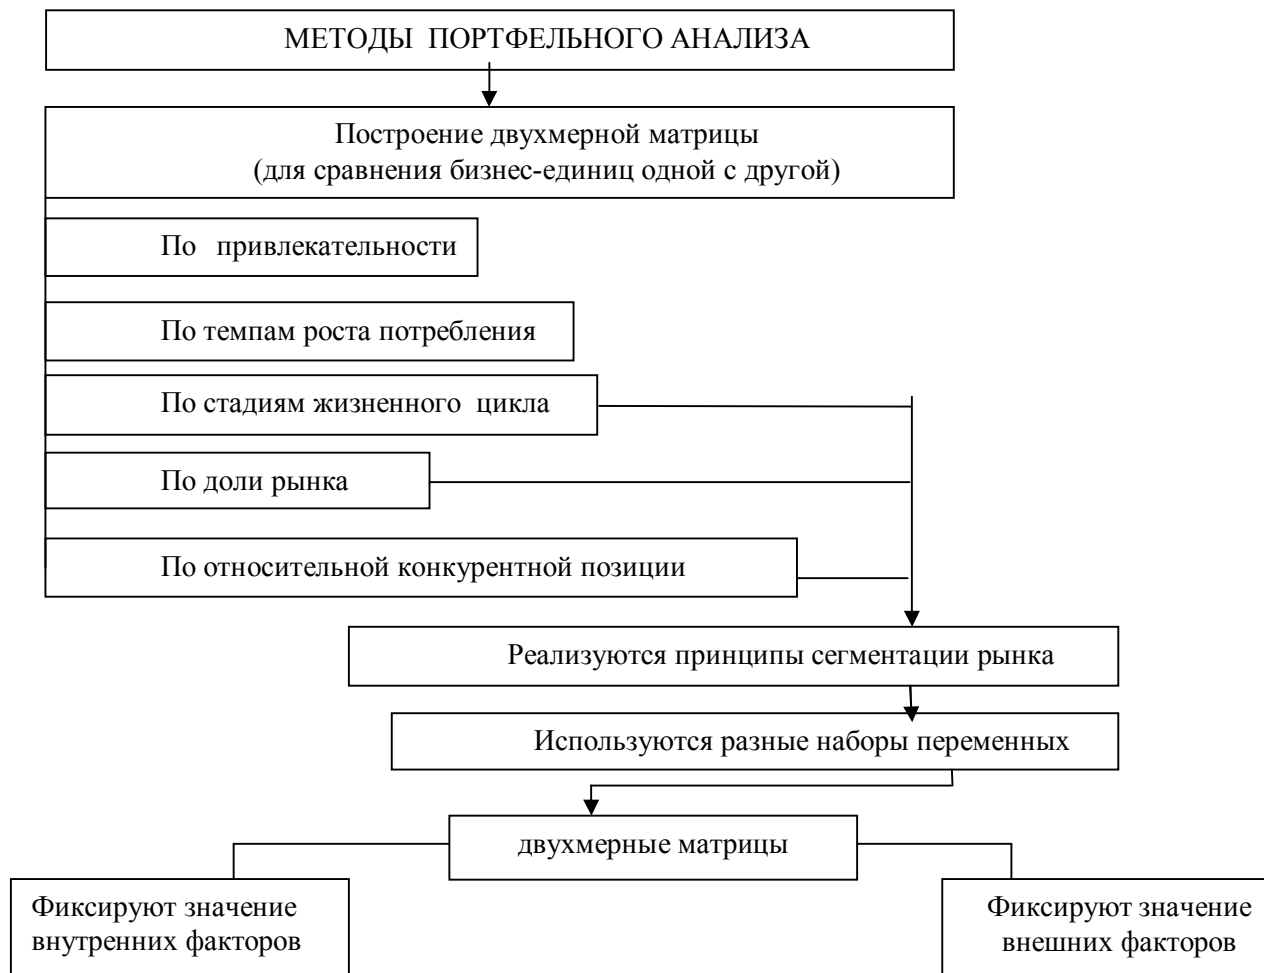 МЕТОДЫ ПОРТФЕЛЬНОГО АНАЛИЗА
Построение двухмерной матрицы
(для сравнения бизнес-единиц одной с другой)
По привлекательности
По темпам роста потребления
По стадиям жизненного цикла
По доли рынка
По относительной конкурентной позиции
Реализуются принципы сегментации рынка
Используются разные наборы переменных
двухмерные матрицы
Фиксируют значение
внутренних факторов
Фиксируют значение
внешних факторов